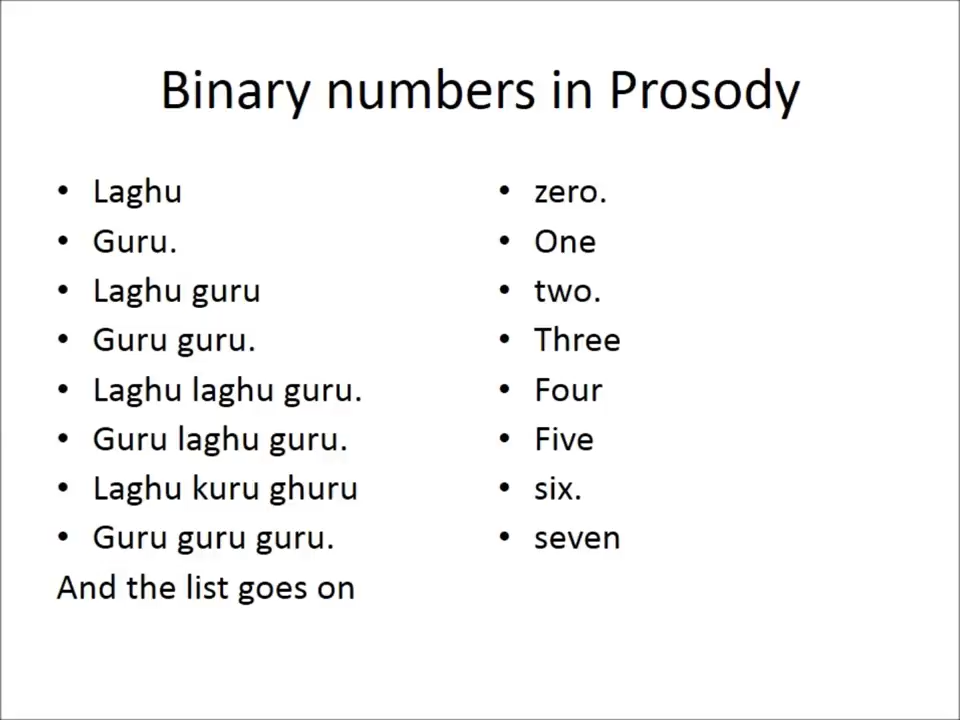 Binary numbers in Prosody
• Laghu
• Guru.
• Laghu guru
• Guru guru.
• Laghu laghu guru.
• Guru laghu guru.
• Laghu kuru ghuru
• Guru guru guru.
And the list goes on
• zero.
• One
• two.
• Three
• Four
• Five
• six.
• seven